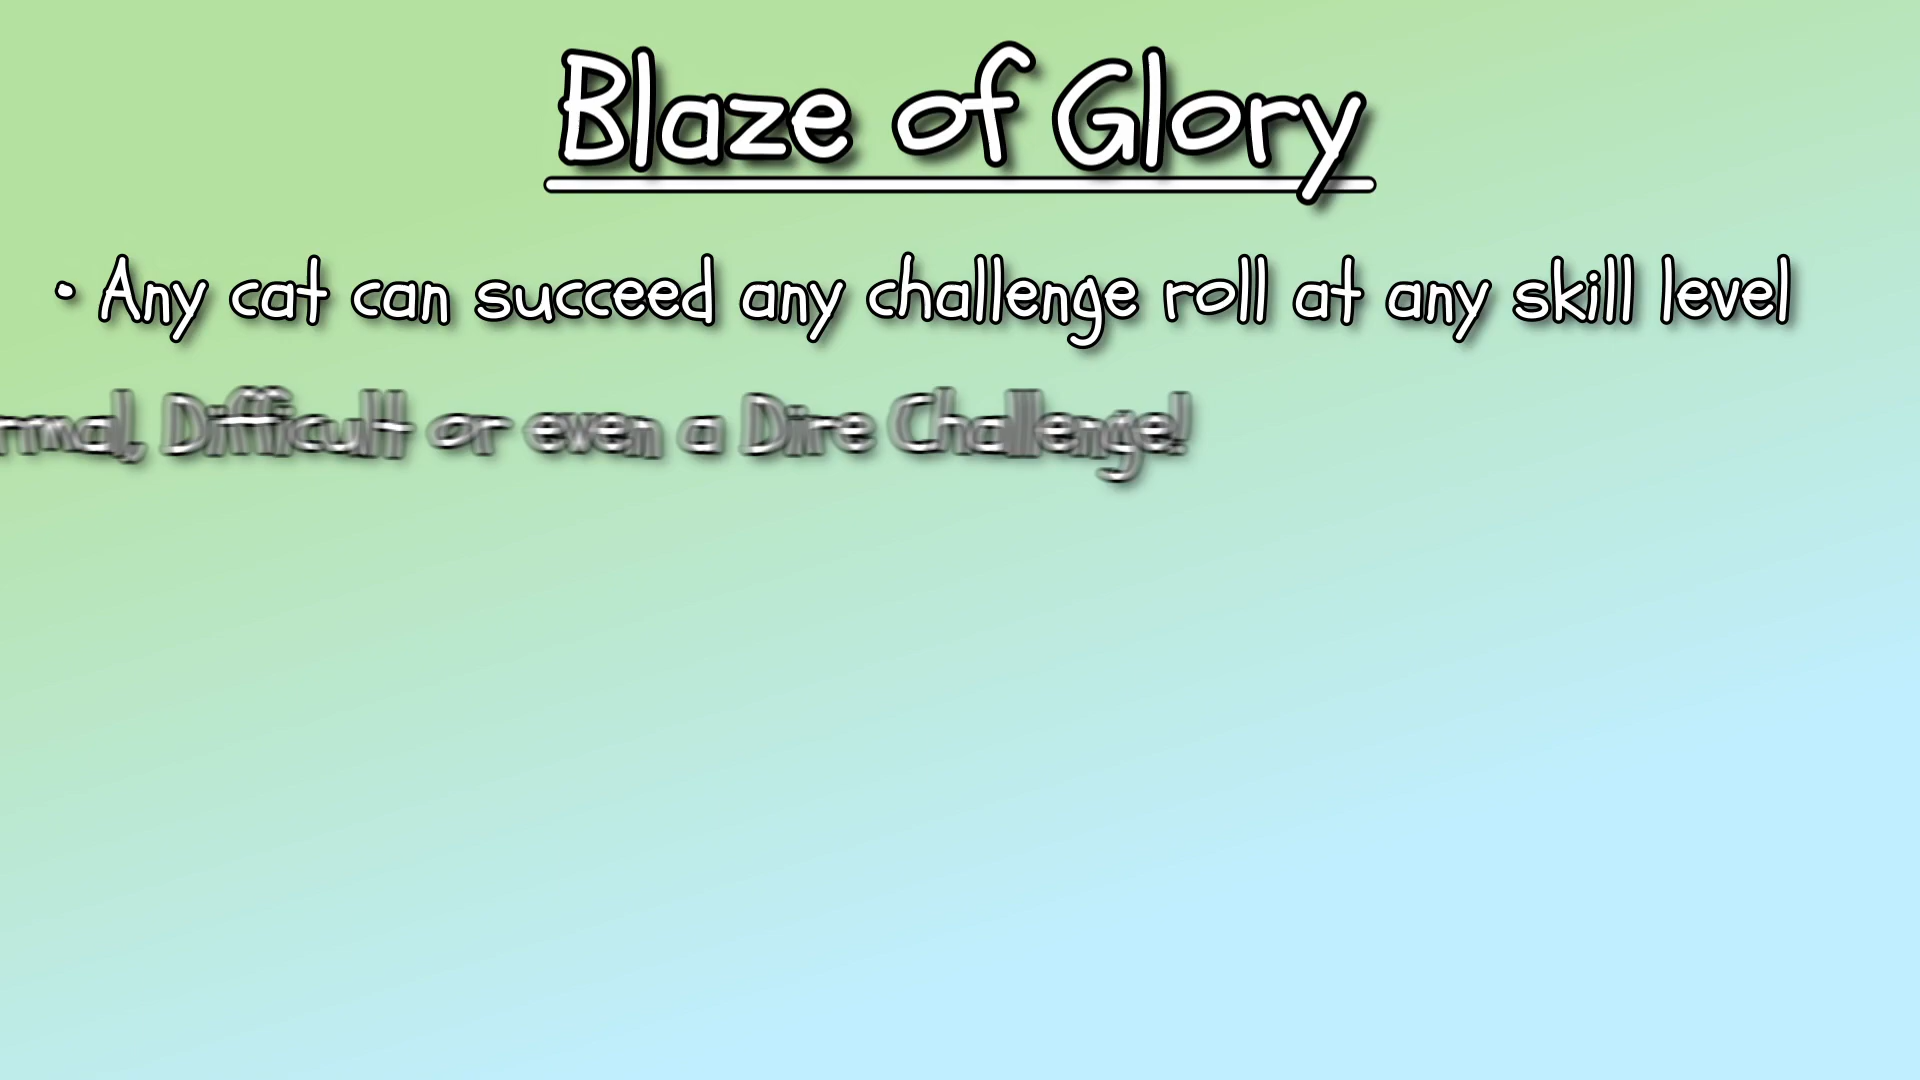 Blaze of Glory
• Any cat can succeed any challenge roll at any skill level
rmal, Difficult or even a Dire Challenge!